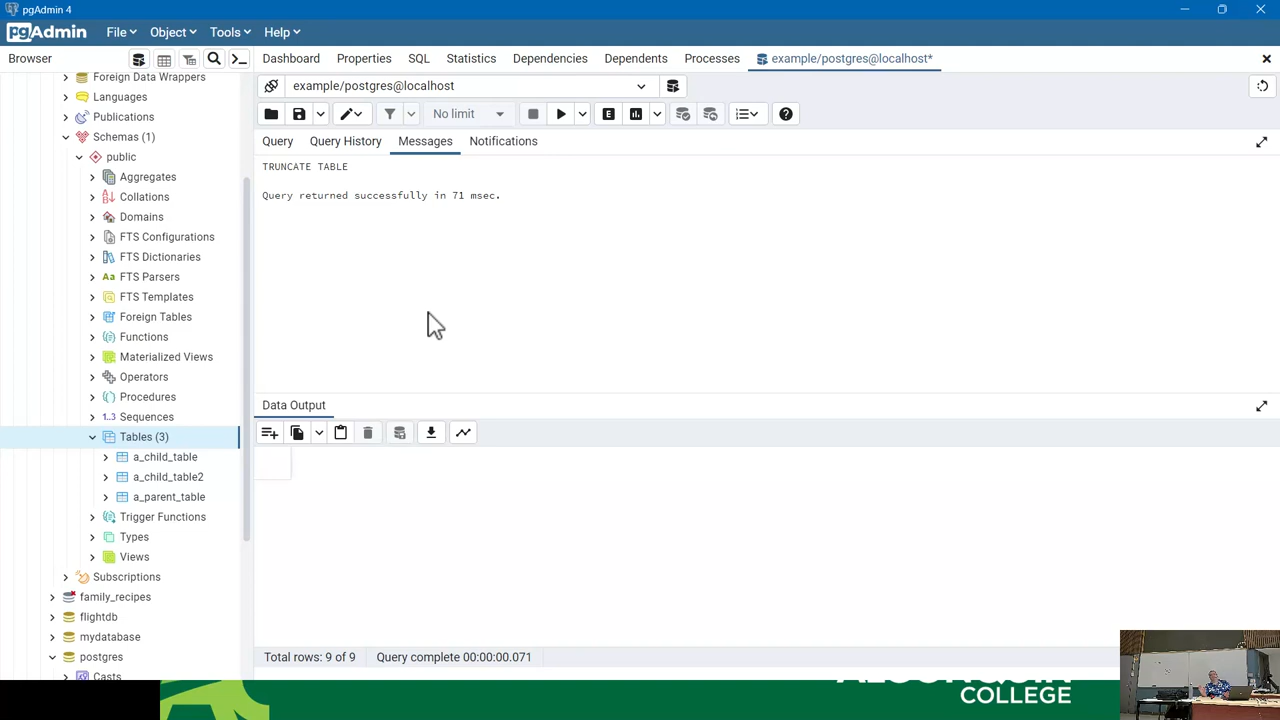 pgAdmin 4
pgAdmin File Object Tools Help
Browser
Dashboard Properties SQL Statistics Dependencies Dependents Processes example/postgres@localhost*
Foreign Data Wrappers
Languages
Publications
Schemas (1)
public
Aggregates
Collations
Domains
FTS Configurations
FTS Dictionaries
Aa FTS Parsers
FTS Templates
Foreign Tables
Functions
Materialized Views
Operators
Procedures
1..3 Sequences
Tables (3)
a_child_table
a_child_table2
a_parent_table
Trigger Functions
Types
Views
Subscriptions
family_recipes
flightdb
mydatabase
postgres
Casts
example/postgres@localhost
No limit
E
Query Query History Messages Notifications
TRUNCATE TABLE
Query returned successfully in 71 msec.
Data Output
Total rows: 9 of 9 Query complete 00:00:00.071
ALGONQUIN
COLLEGE